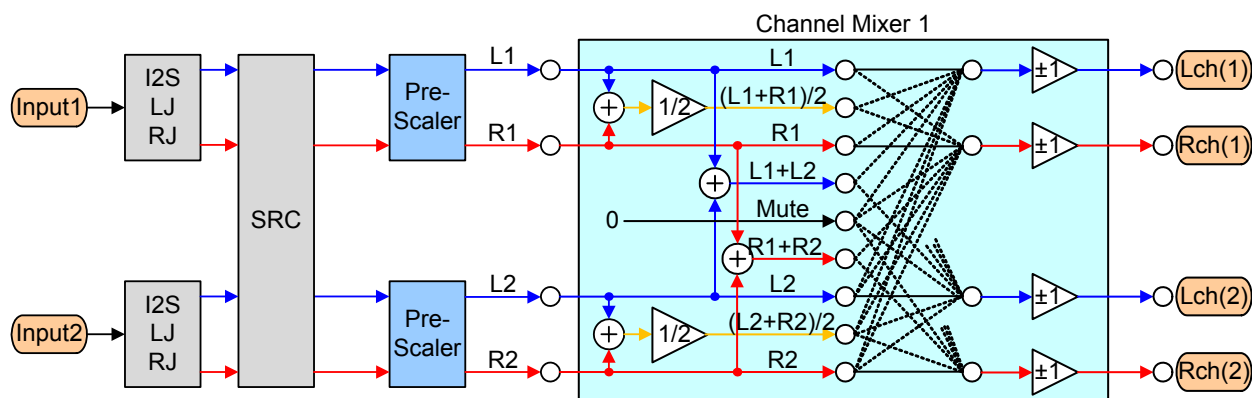 Channel Mixer 1
Input1
I2S
LJ
RJ
SRC
Pre-
Scaler
L1
R1
L1
1/2
(L1+R1)/2
R1
L1+L2
0
Mute
R1+R2
±1
Lch(1)
±1
Rch(1)
Input2
I2S
LJ
RJ
Pre-
Scaler
L2
R2
L2
1/2
(L2+R2)/2
R2
±1
Lch(2)
±1
Rch(2)